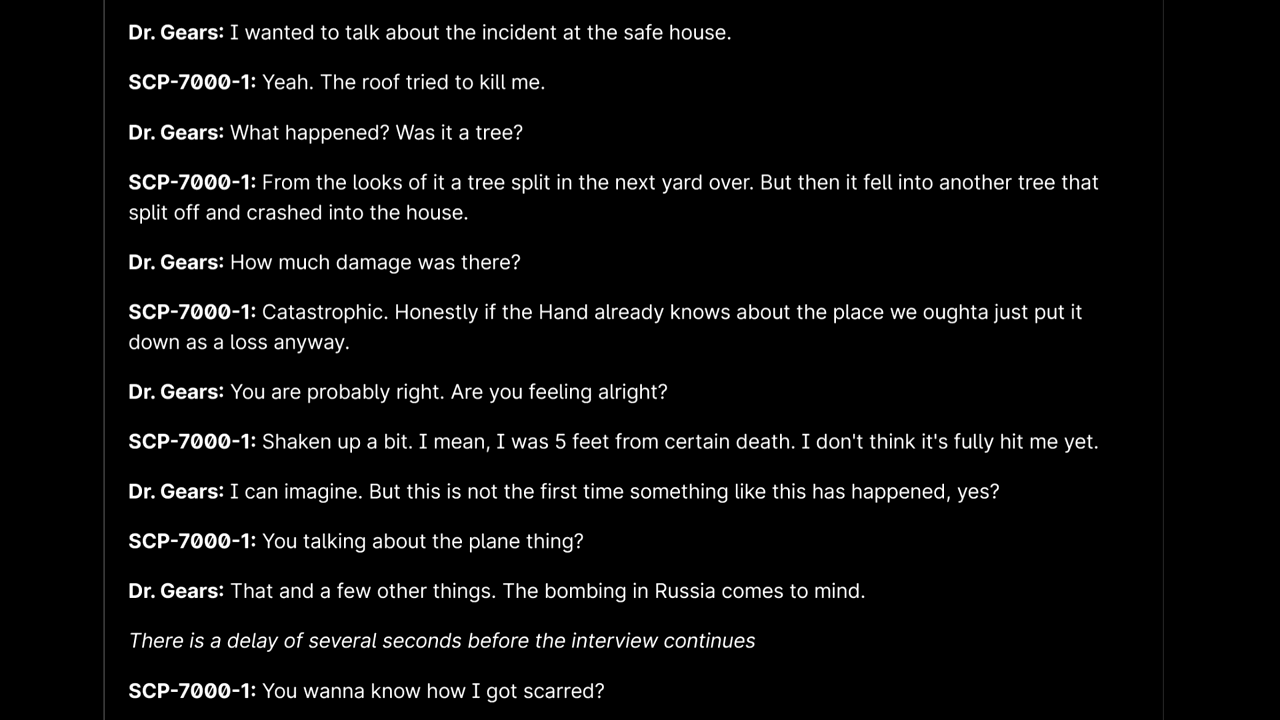 Dr. Gears: I wanted to talk about the incident at the safe house.
SCP-7000-1: Yeah. The roof tried to kill me.
Dr. Gears: What happened? Was it a tree?
SCP-7000-1: From the looks of it a tree split in the next yard over. But then it fell into another tree that
split off and crashed into the house.
Dr. Gears: How much damage was there?
SCP-7000-1: Catastrophic. Honestly if the Hand already knows about the place we oughta just put it
down as a loss anyway.
Dr. Gears: You are probably right. Are you feeling alright?
SCP-7000-1: Shaken up a bit. I mean, I was 5 feet from certain death. I don't think it's fully hit me yet.
Dr. Gears: I can imagine. But this is not the first time something like this has happened, yes?
SCP-7000-1: You talking about the plane thing?
Dr. Gears: That and a few other things. The bombing in Russia comes to mind.
There is a delay of several seconds before the interview continues
SCP-7000-1: You wanna know how I got scarred?